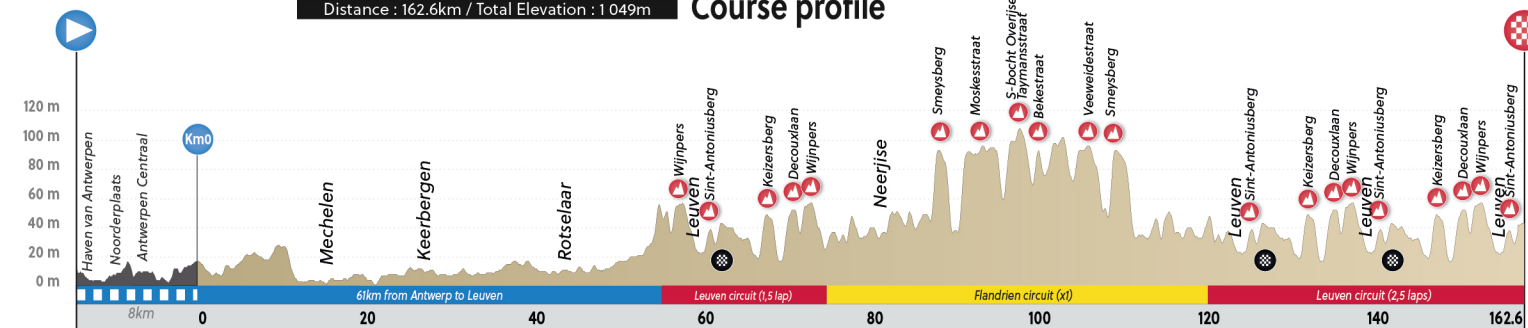 Distance : 162.6km / Total Elevation : 1 049m
Course profile
120 m
100 m
80 m
60 m
40 m
20 m
0 m
Haven van Antwerpen
Noorderplaats
Antwerpen Centraal
Km0
Mechelen
Keerbergen
Rotselaar
Wijnpers
Leuven
Sint-Antoniusberg
Keizersberg
Decouxlaan
Wijnpers
Neerijse
Smeysberg
Moskesstraat
S-bocht Overijse
Taymansstraat
Bekestraat
Veeweidestraat
Smeysberg
Leuven
Sint-Antoniusberg
Keizersberg
Decouxlaan
Wijnpers
Leuven
Sint-Antoniusberg
Keizersberg
Decouxlaan
Wijnpers
Leuven
Sint-Antoniusberg
61km from Antwerp to Leuven
Leuven circuit (1,5 lap)
Flandrien circuit (x1)
Leuven circuit (2,5 laps)
8km
0
20
40
60
80
100
120
140
162.6